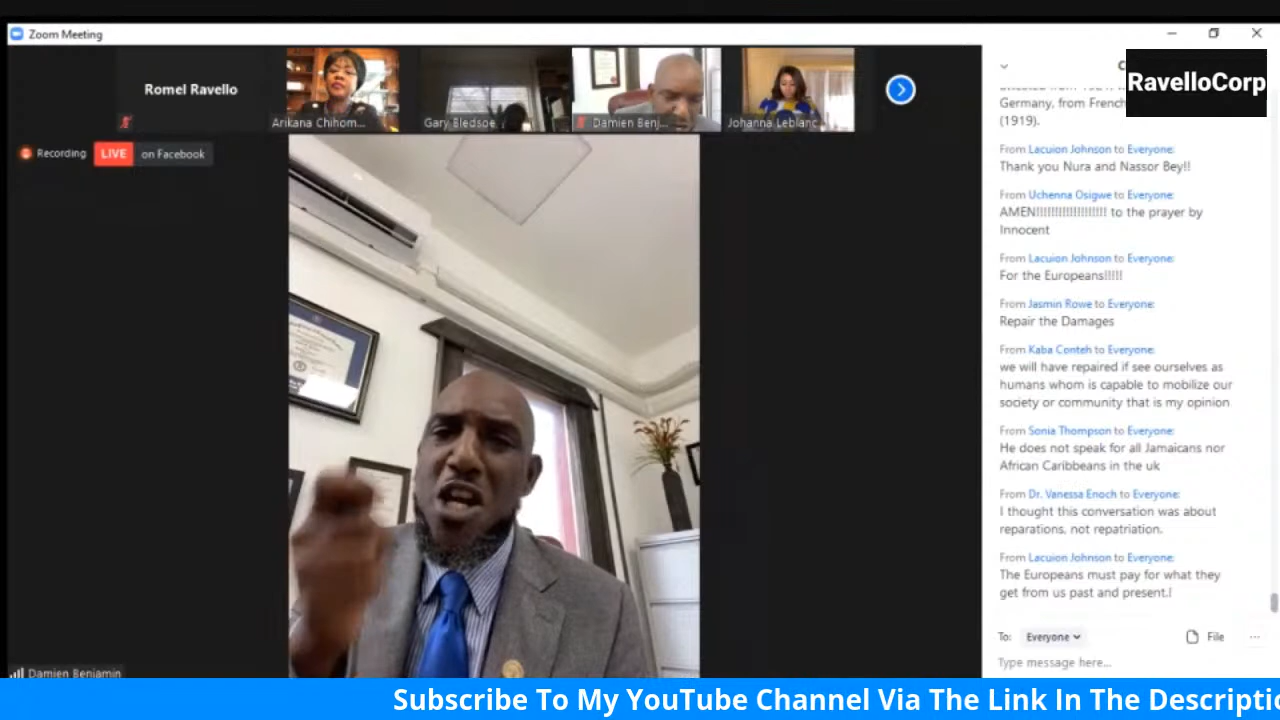 Zoom Meeting
Romel Ravello
Arikana Chihom...
Gary Bledsoe
Damien Benj...
Johanna Leblanc
Recording
LIVE
on Facebook
RavelloCorp
Germany, from French
(1919).
From Lacuion Johnson to Everyone:
Thank you Nura and Nassor Bey!!
From Uchenna Osigwe to Everyone:
AMEN!!!!!!!!!!!!!!!!!!! to the prayer by
Innocent
From Lacuion Johnson to Everyone:
For the Europeans!!!!!
From Jasmin Rowe to Everyone:
Repair the Damages
From Kaba Conteh to Everyone:
we will have repaired if see ourselves as
humans whom is capable to mobilize our
society or community that is my opinion
From Sonia Thompson to Everyone:
He does not speak for all Jamaicans nor
African Caribbeans in the uk
From Dr. Vanessa Enoch to Everyone:
I thought this conversation was about
reparations, not repatriation.
From Lacuion Johnson to Everyone:
The Europeans must pay for what they
get from us past and present.!
To: Everyone
File
...
Type message here...
Damien Benjamin
Subscribe To My YouTube Channel Via The Link In The Descriptio